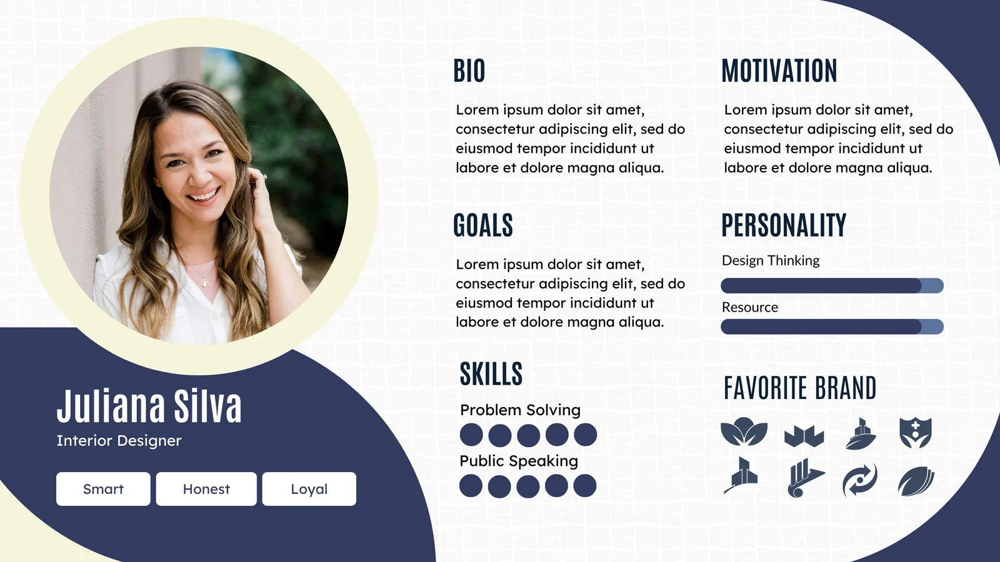 Juliana Silva
Interior Designer
Smart
Honest
Loyal
BIO
Lorem ipsum dolor sit amet,
consectetur adipiscing elit, sed do
eiusmod tempor incididunt ut
labore et dolore magna aliqua.
GOALS
Lorem ipsum dolor sit amet,
consectetur adipiscing elit, sed do
eiusmod tempor incididunt ut
labore et dolore magna aliqua.
SKILLS
Problem Solving
Public Speaking
MOTIVATION
Lorem ipsum dolor sit amet,
consectetur adipiscing elit, sed do
eiusmod tempor incididunt ut
labore et dolore magna aliqua.
PERSONALITY
Design Thinking
Resource
FAVORITE BRAND